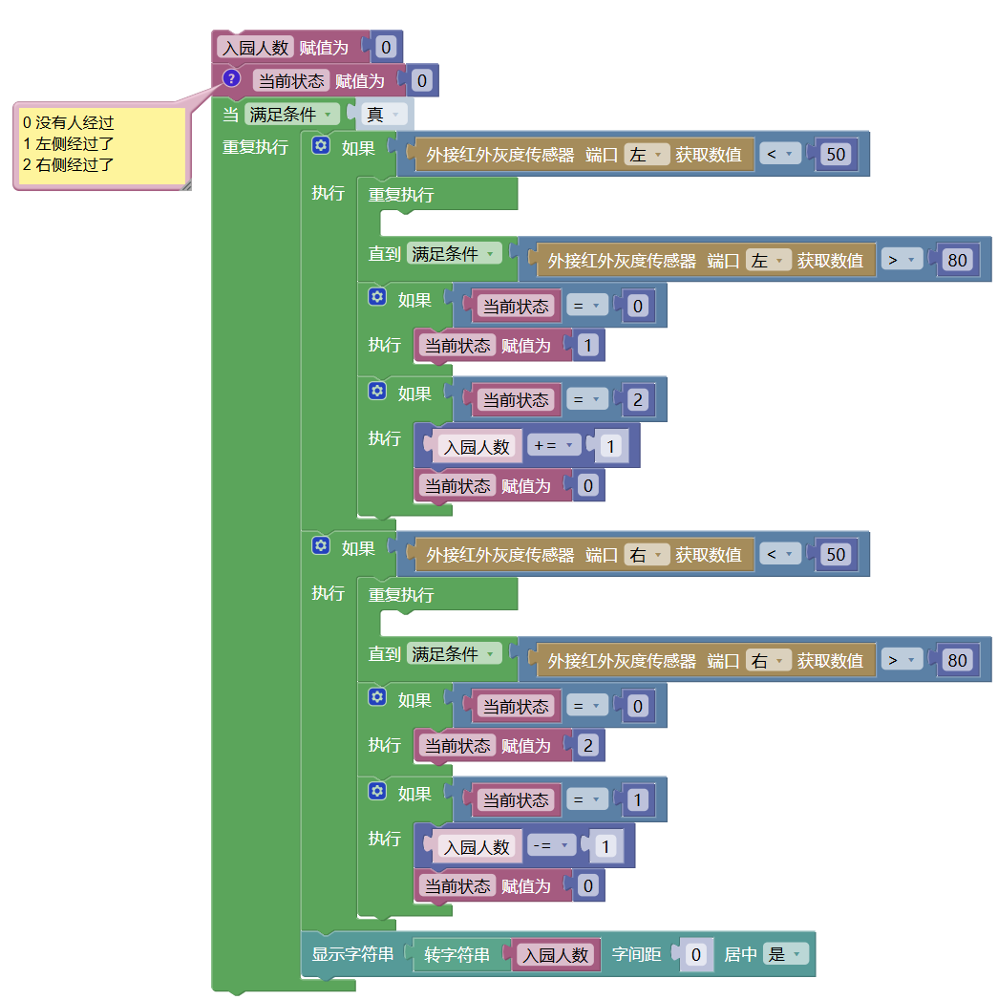 入园人数 赋值为 0
? 当前状态 赋值为 0
0 没有人经过
1 左侧经过了
2 右侧经过了
当 满足条件 真
重复执行 如果 外接红外灰度传感器 端口 左 获取数值 < 50
执行 重复执行
直到 满足条件 外接红外灰度传感器 端口 左 获取数值 > 80
如果 当前状态 = 0
执行 当前状态 赋值为 1
如果 当前状态 = 2
执行 入园人数 += 1
当前状态 赋值为 0
如果 外接红外灰度传感器 端口 右 获取数值 < 50
执行 重复执行
直到 满足条件 外接红外灰度传感器 端口 右 获取数值 > 80
如果 当前状态 = 0
执行 当前状态 赋值为 2
如果 当前状态 = 1
执行 入园人数 -= 1
当前状态 赋值为 0
显示字符串 转字符串 入园人数 字间距 0 居中 是